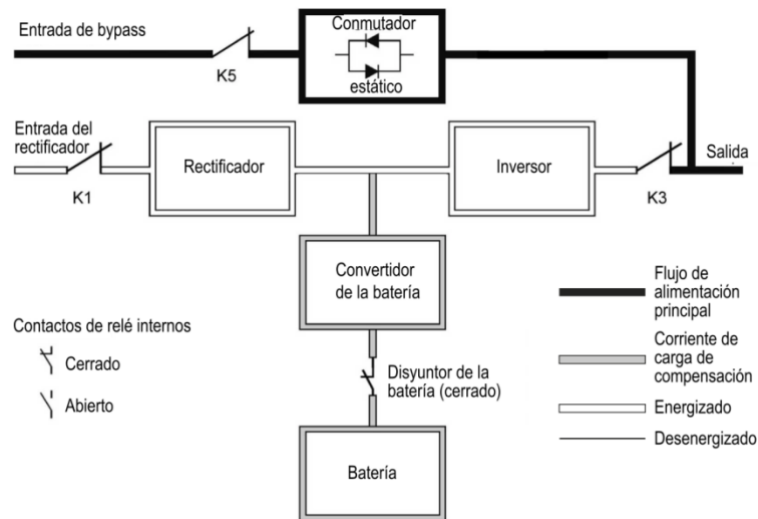 Entrada de bypass
K5
Conmutador
estático
Entrada del
rectificador
K1
Rectificador
Inversor
K3
Salida
Convertidor
de la batería
Disyuntor de la
batería (cerrado)
Batería
Contactos de relé internos
Cerrado
Abierto
Flujo de
alimentación
principal
Corriente de
carga de
compensación
Energizado
Desenergizado